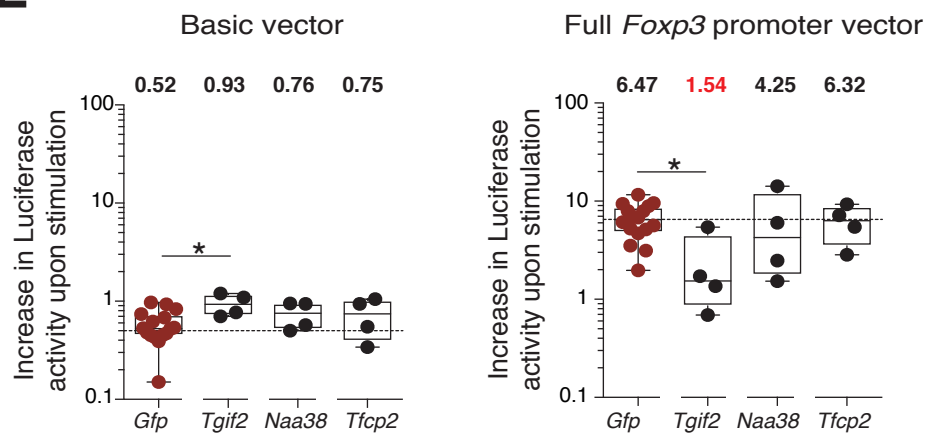 E
Basic vector
0.52 0.93 0.76 0.75
Increase in Luciferase
activity upon stimulation
100
10
1
0.1
*
Gfp Tgif2 Naa38 Tfcp2
Full Foxp3 promoter vector
6.47 1.54 4.25 6.32
Increase in Luciferase
activity upon stimulation
100
10
1
0.1
*
Gfp Tgif2 Naa38 Tfcp2